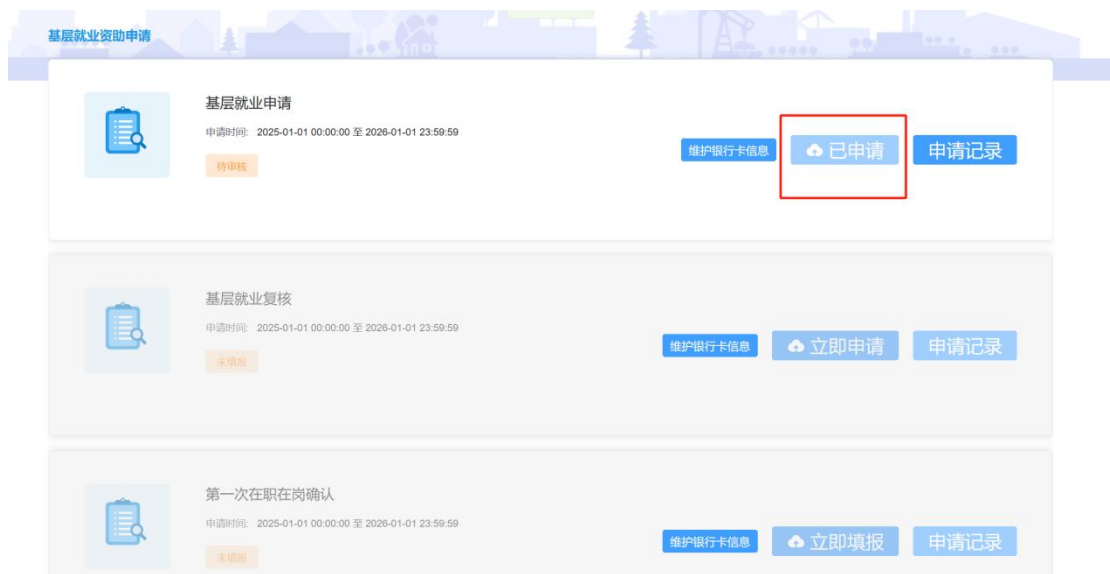 基层就业资助申请
基层就业申请
申请时间: 2025-01-01 00:00:00 至 2026-01-01 23:59:59
待审核
维护银行卡信息 已申请 申请记录
基层就业复核
申请时间: 2025-01-01 00:00:00 至 2026-01-01 23:59:59
未填报
维护银行卡信息 立即申请 申请记录
第一次在职在岗确认
申请时间: 2025-01-01 00:00:00 至 2026-01-01 23:59:59
未填报
维护银行卡信息 立即填报 申请记录